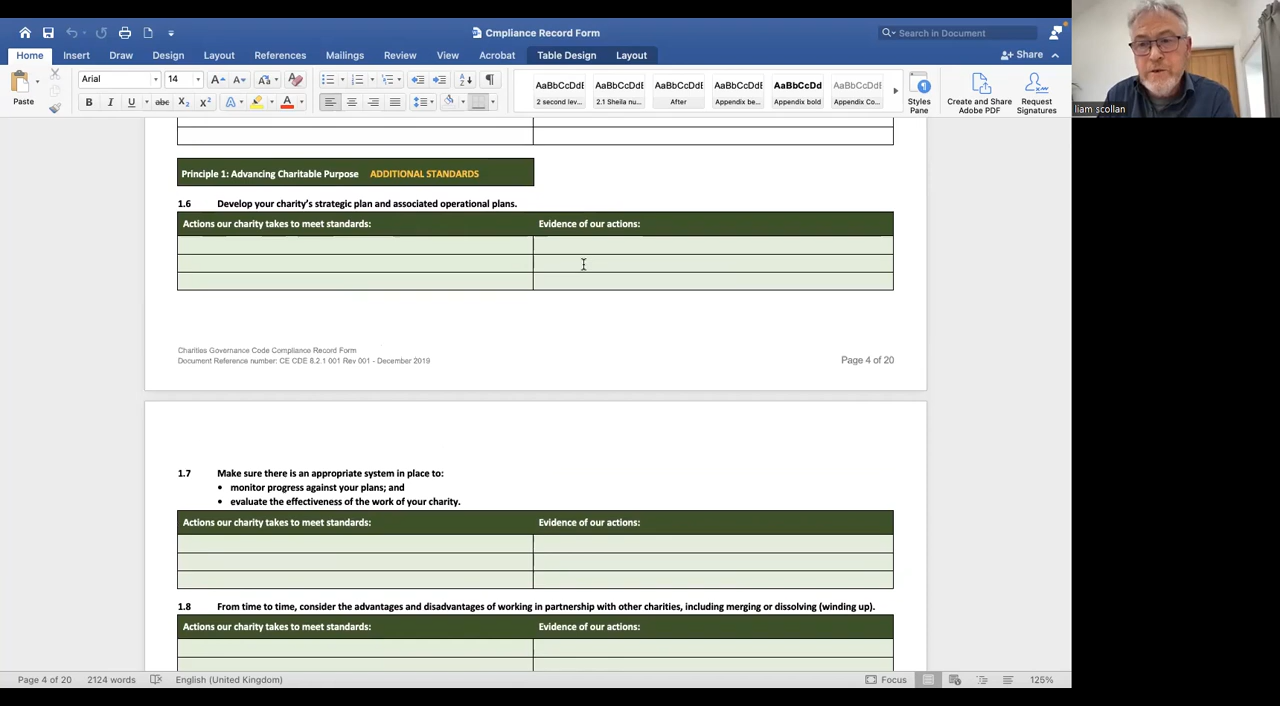 Cmpliance Record Form
Search in Document
Home Insert Draw Design Layout References Mailings Review View Acrobat Table Design Layout
Share
Paste
Arial 14
AaBbCcDdE AaBbCcDdE AaBbCcDdE AaBbCcDdE AaBbCcDd AaBbCcDdE
2 second lev... 2.1 Sheila nu... After Appendix be... Appendix bold Appendix Co...
Styles Pane
Create and Share Adobe PDF
Request Signatures
liam scollan
Principle 1: Advancing Charitable Purpose ADDITIONAL STANDARDS
1.6 Develop your charity's strategic plan and associated operational plans.
Actions our charity takes to meet standards: Evidence of our actions:
Charities Governance Code Compliance Record Form
Document Reference number: CE CDE 8.2.1 001 Rev 001 - December 2019
Page 4 of 20
1.7 Make sure there is an appropriate system in place to:
• monitor progress against your plans; and
• evaluate the effectiveness of the work of your charity.
Actions our charity takes to meet standards: Evidence of our actions:
1.8 From time to time, consider the advantages and disadvantages of working in partnership with other charities, including merging or dissolving (winding up).
Actions our charity takes to meet standards: Evidence of our actions:
Page 4 of 20 2124 words English (United Kingdom) Focus 125%